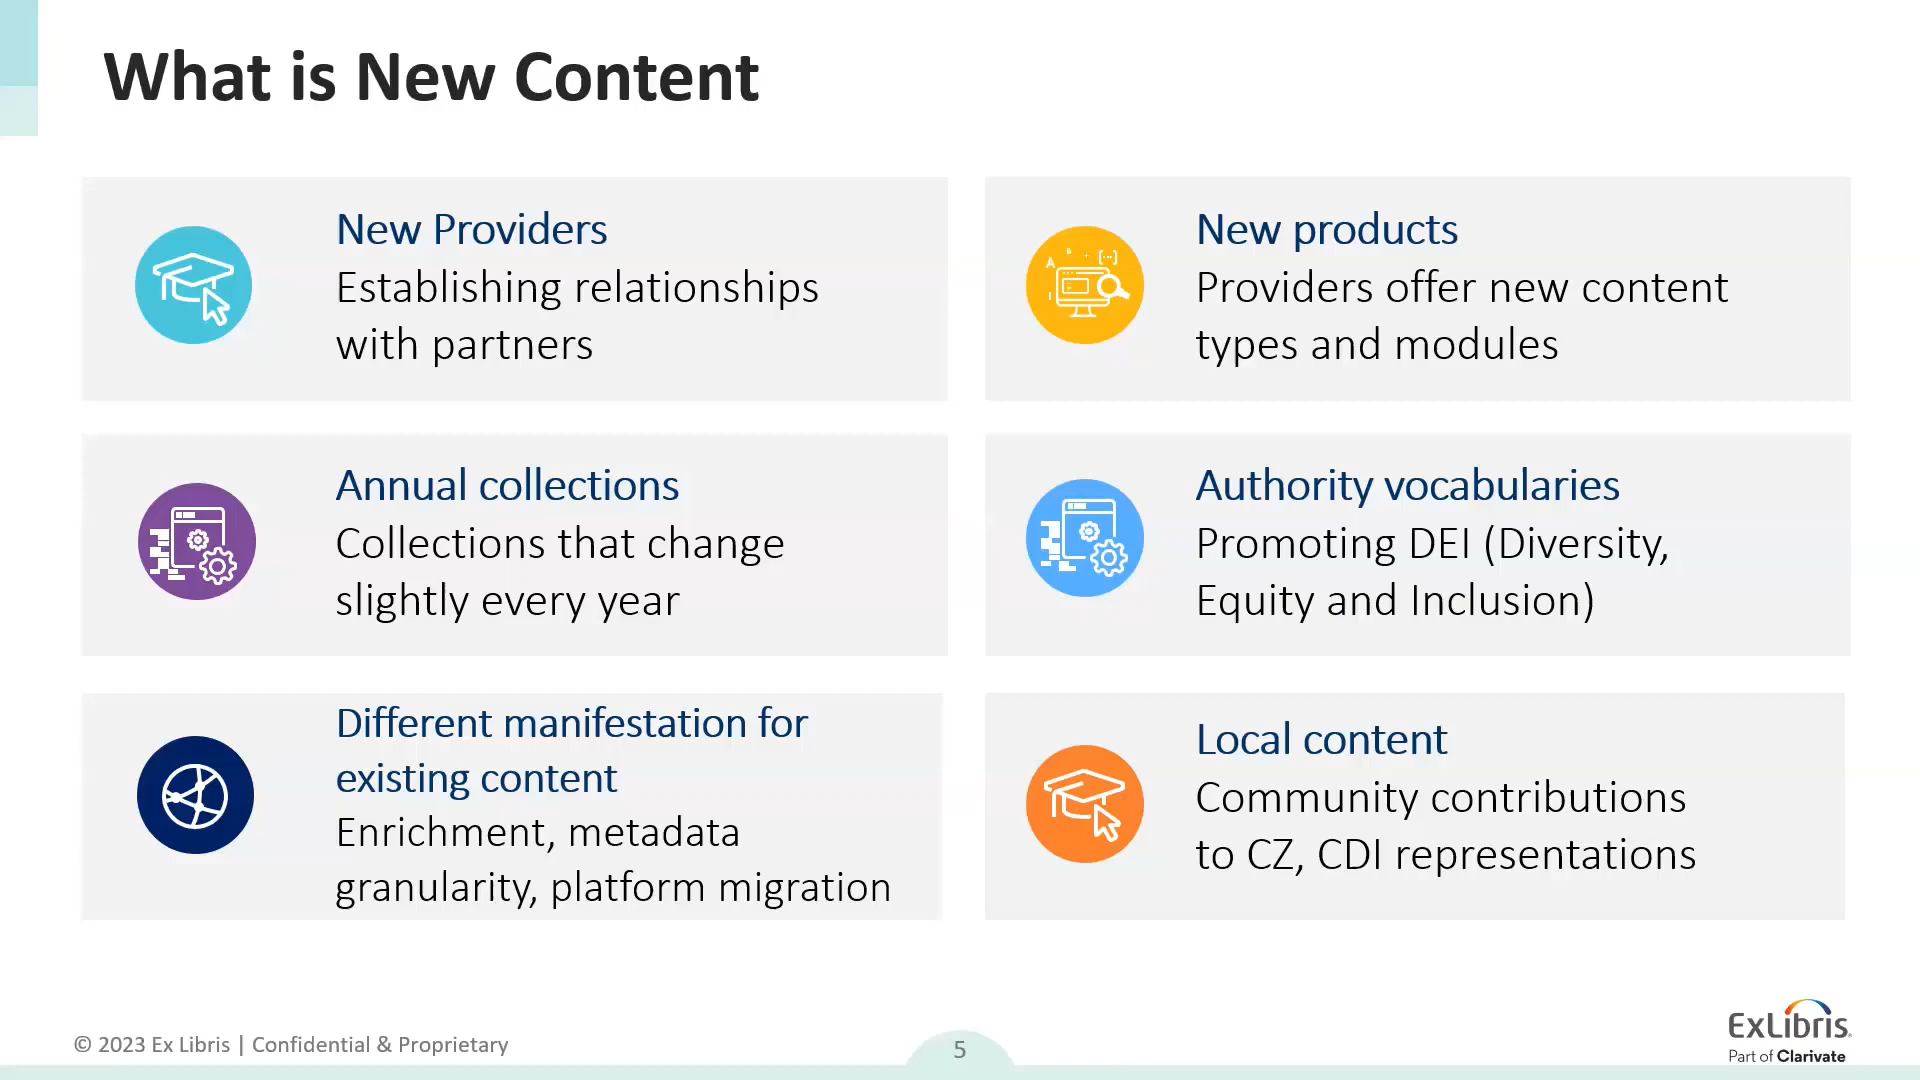 What is New Content
New Providers
Establishing relationships
with partners
New products
Providers offer new content
types and modules
Annual collections
Collections that change
slightly every year
Authority vocabularies
Promoting DEI (Diversity,
Equity and Inclusion)
Different manifestation for
existing content
Enrichment, metadata
granularity, platform migration
Local content
Community contributions
to CZ, CDI representations
© 2023 Ex Libris | Confidential & Proprietary
5
ExLibris
Part of Clarivate